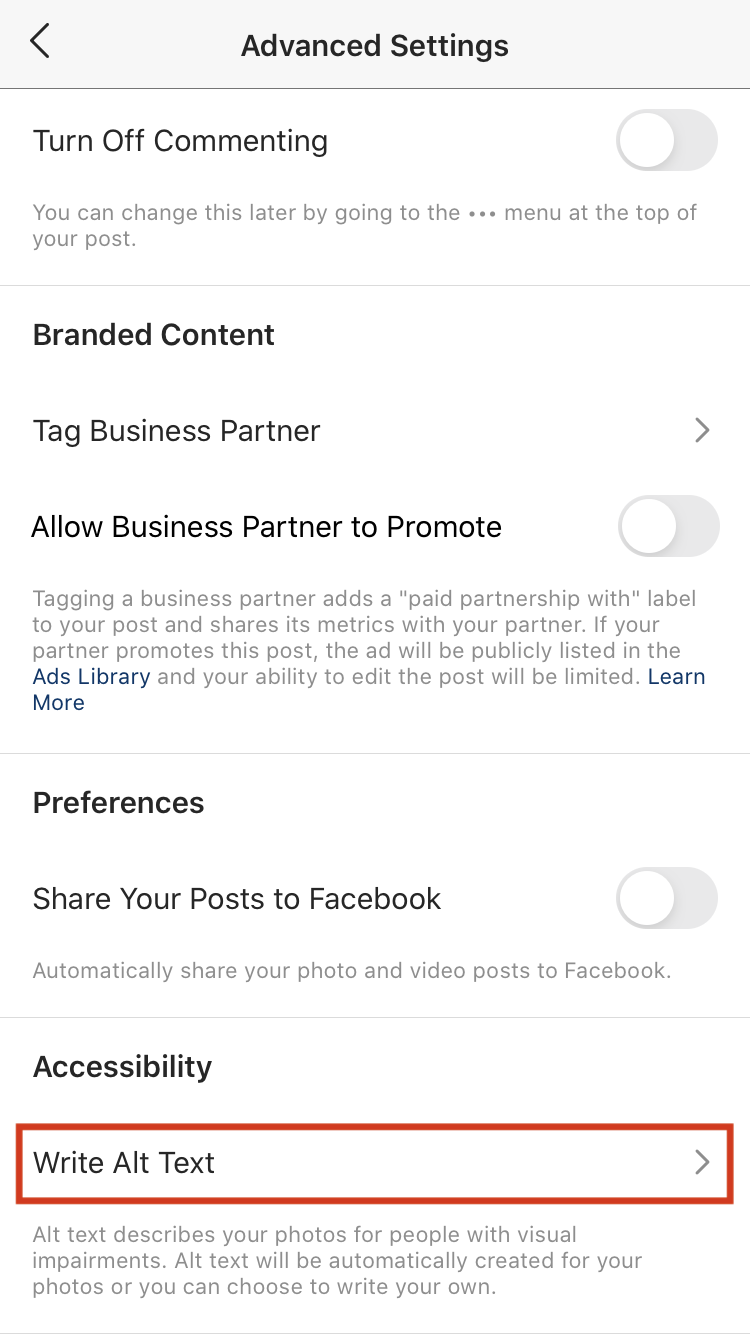 Advanced Settings
Turn Off Commenting
You can change this later by going to the ••• menu at the top of
your post.
Branded Content
Tag Business Partner
Allow Business Partner to Promote
Tagging a business partner adds a "paid partnership with" label
to your post and shares its metrics with your partner. If your
partner promotes this post, the ad will be publicly listed in the
Ads Library and your ability to edit the post will be limited. Learn
More
Preferences
Share Your Posts to Facebook
Automatically share your photo and video posts to Facebook.
Accessibility
Write Alt Text
Alt text describes your photos for people with visual
impairments. Alt text will be automatically created for your
photos or you can choose to write your own.